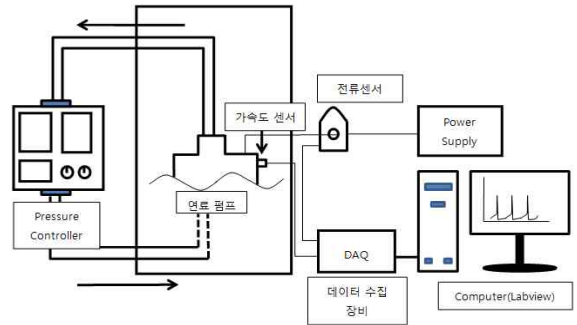 전류센서
가속도 센서
Power
Supply
연료 펌프
Pressure
Controller
DAQ
데이터 수집
장비
Computer(Labview)